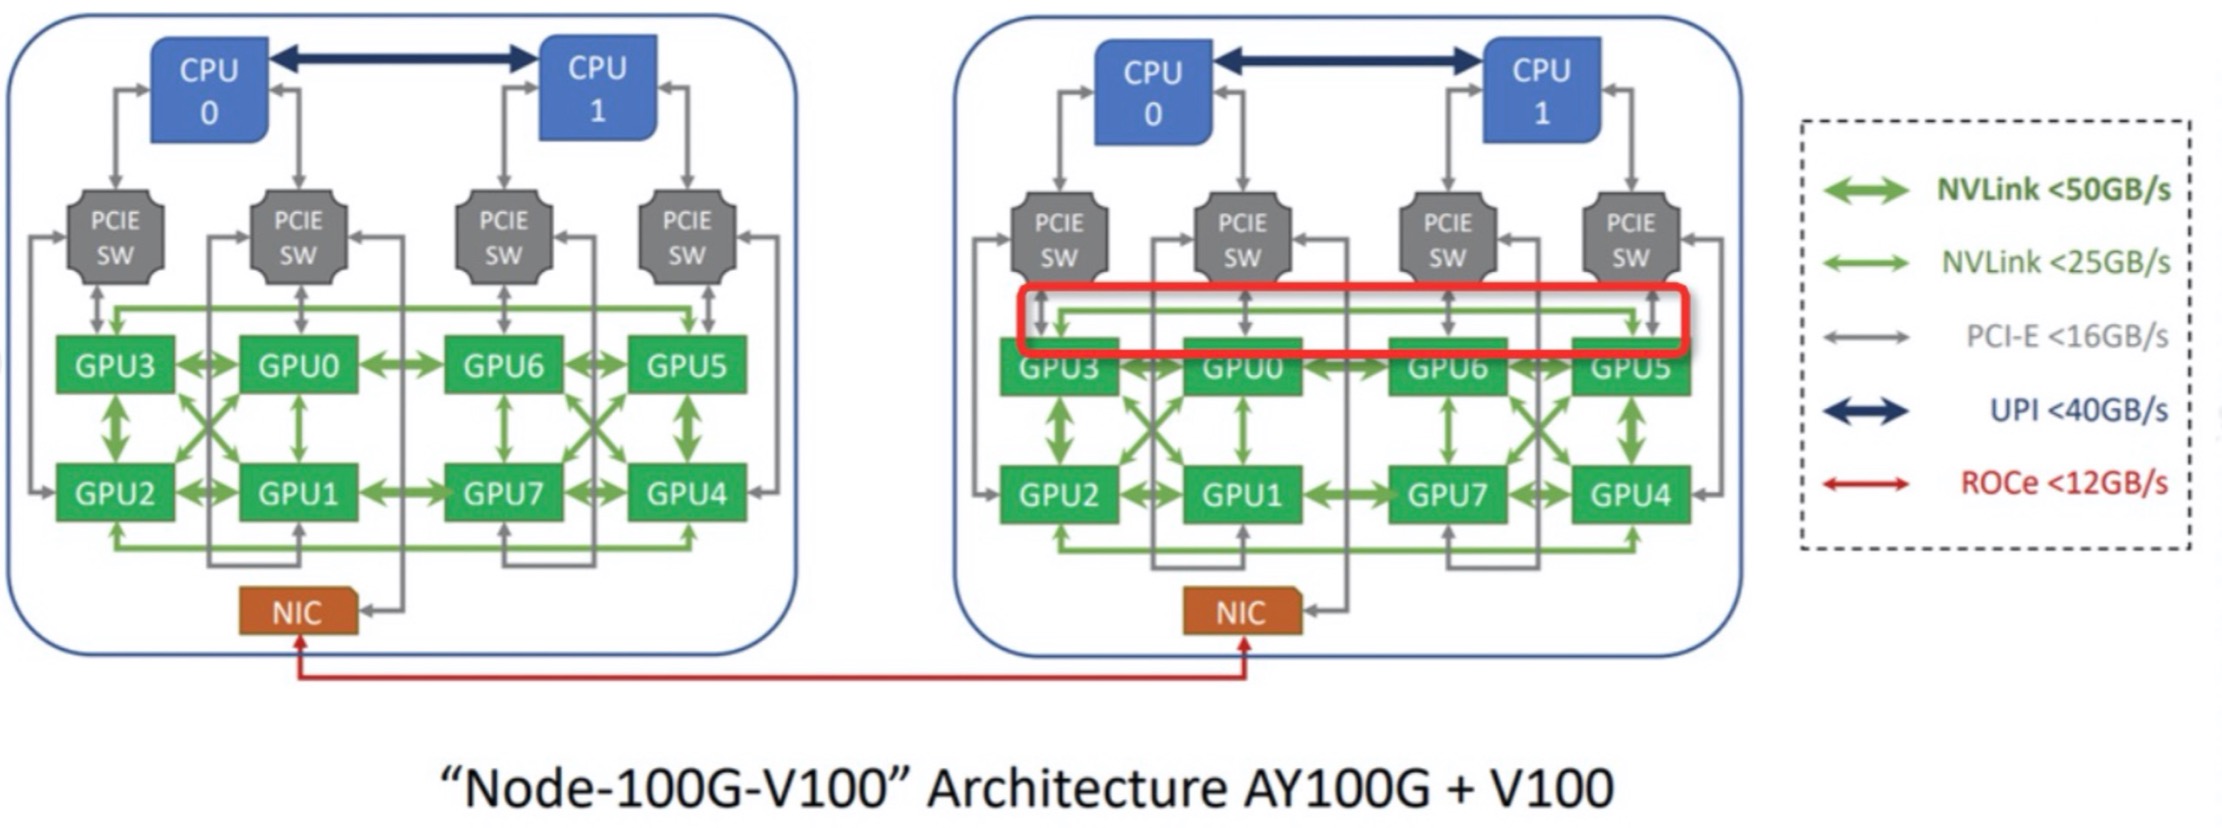 CPU
0
CPU
1
PCIE
SW
PCIE
SW
PCIE
SW
PCIE
SW
GPU3
GPU0
GPU6
GPU5
GPU2
GPU1
GPU7
GPU4
NIC
CPU
0
CPU
1
PCIE
SW
PCIE
SW
PCIE
SW
PCIE
SW
GPU3
GPU0
GPU6
GPU5
GPU2
GPU1
GPU7
GPU4
NIC
NVLink <50GB/s
NVLink <25GB/s
PCI-E <16GB/s
UPI <40GB/s
ROCe <12GB/s
“Node-100G-V100” Architecture AY100G + V100